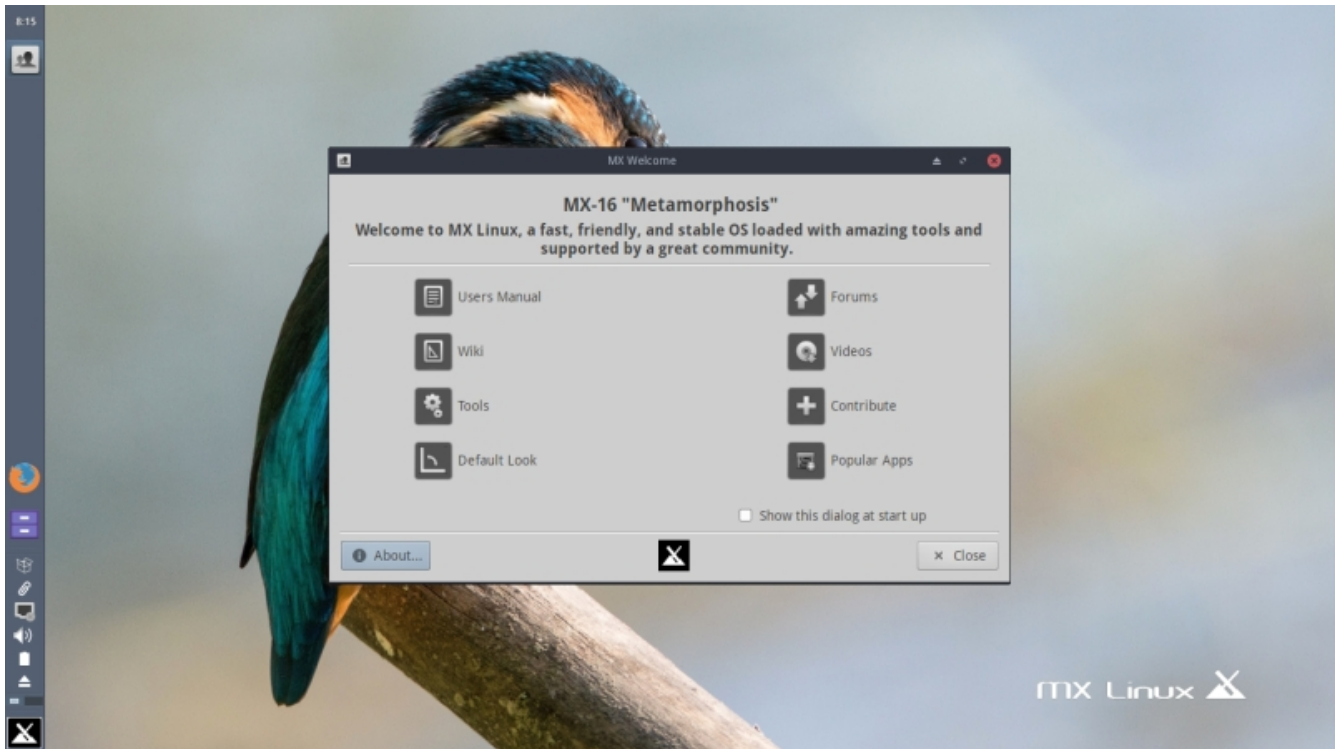 8:15
MX Welcome
MX-16 "Metamorphosis"
Welcome to MX Linux, a fast, friendly, and stable OS loaded with amazing tools and
supported by a great community.
Users Manual
Forums
Wiki
Videos
Tools
Contribute
Default Look
Popular Apps
Show this dialog at start up
About...
Close
MX Linux